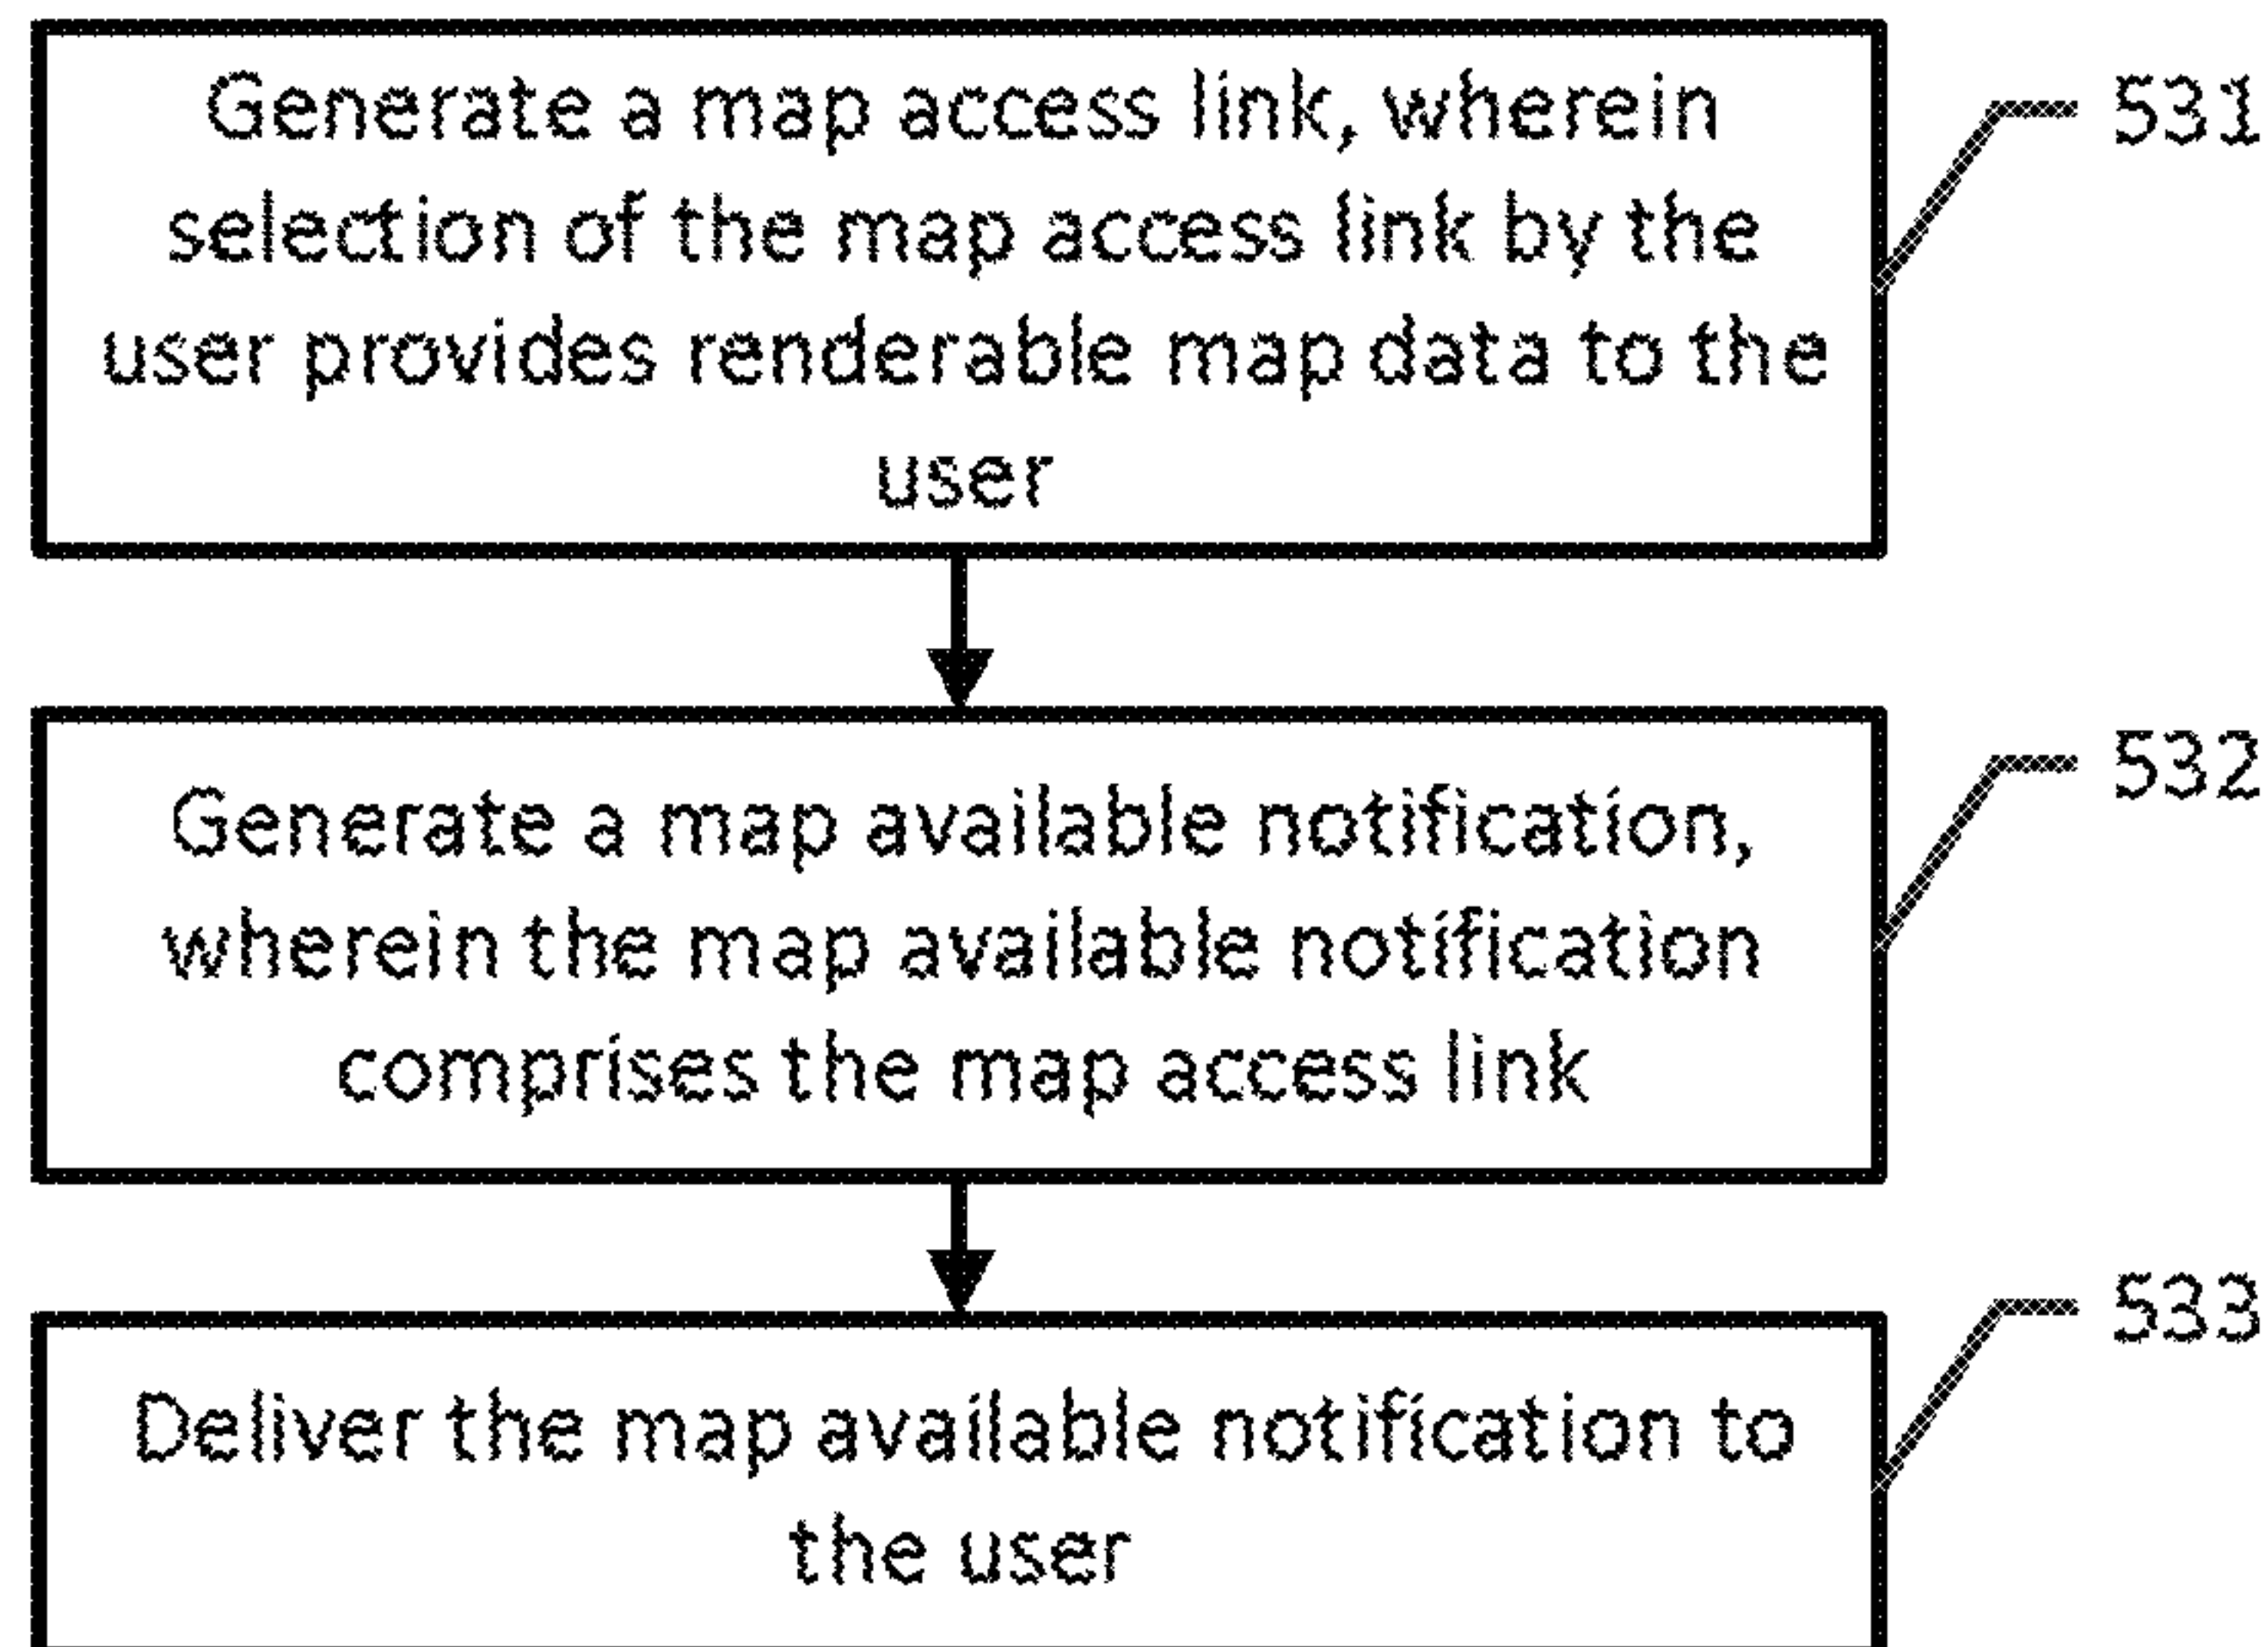 Generate a map access link, wherein
selection of the map access link by the
user provides renderable map data to the
user
531
Generate a map available notification,
wherein the map available notification
comprises the map access link
532
Deliver the map available notification to
the user
533